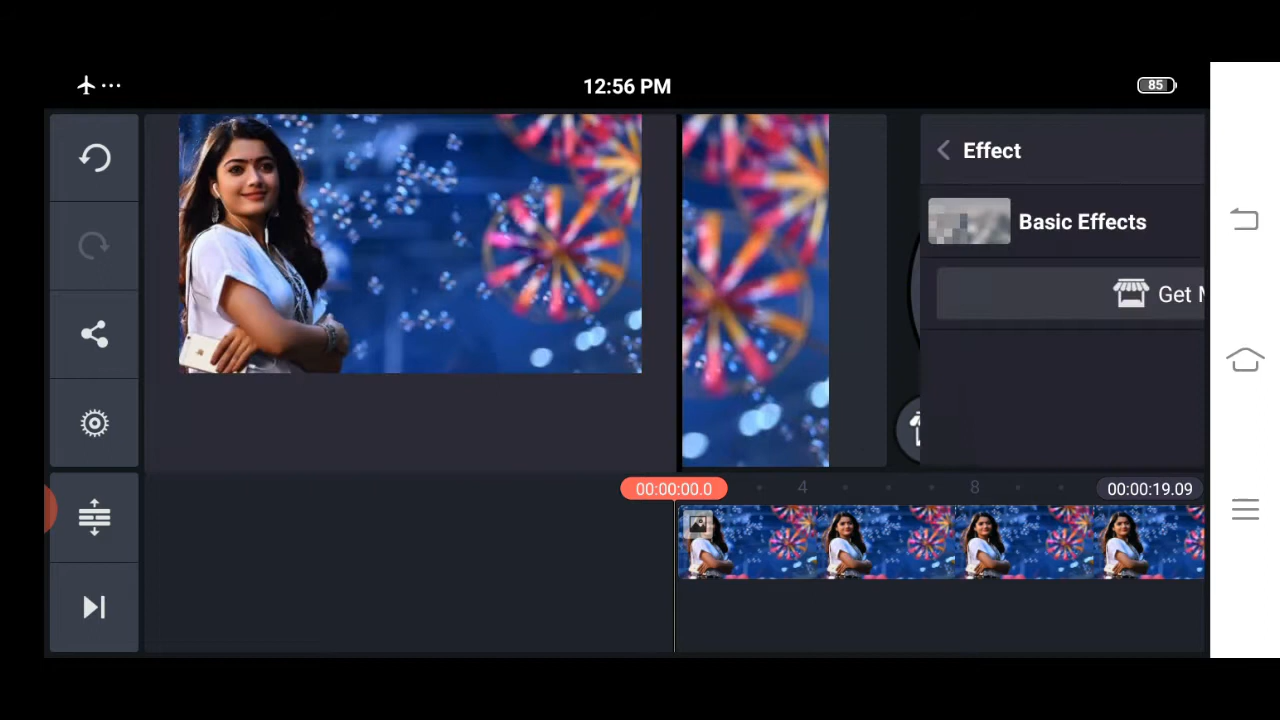 12:56 PM
85
Effect
Basic Effects
Get
00:00:00.0
4
8
00:00:19.09